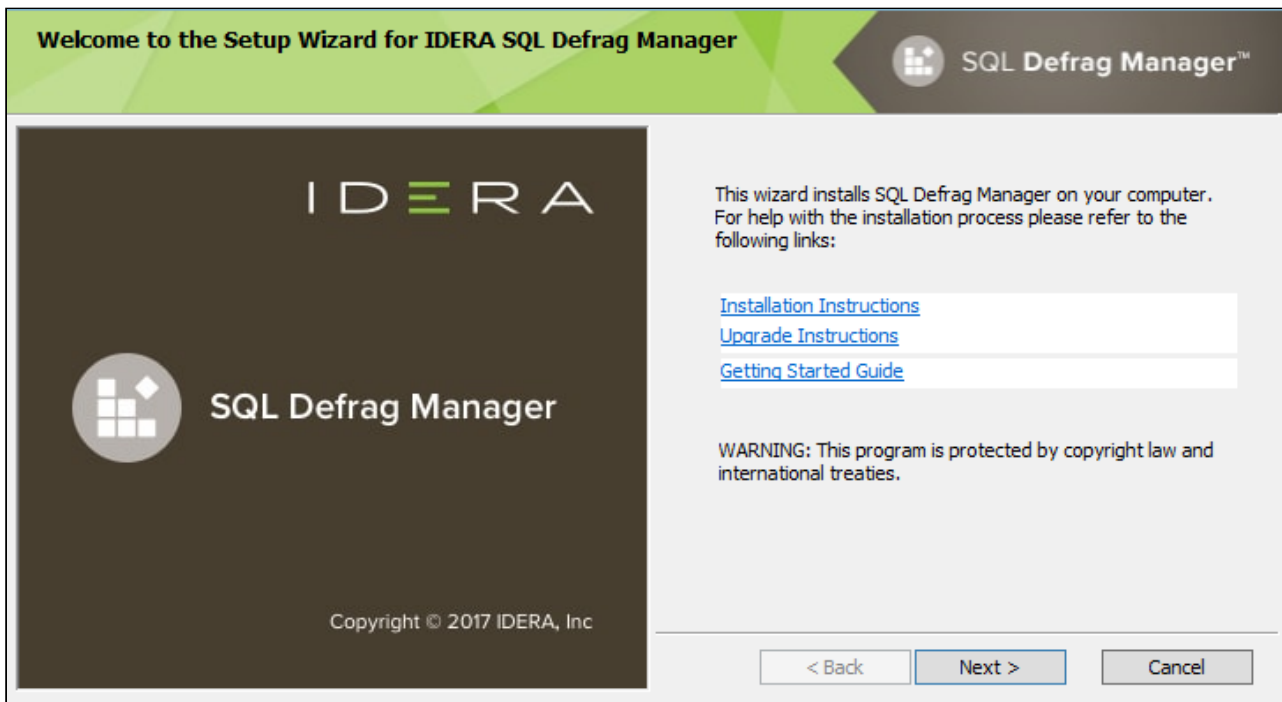 Welcome to the Setup Wizard for IDERA SQL Defrag Manager
SQL Defrag Manager™
IDERA
SQL Defrag Manager
Copyright © 2017 IDERA, Inc
This wizard installs SQL Defrag Manager on your computer.
For help with the installation process please refer to the
following links:
Installation Instructions
Upgrade Instructions
Getting Started Guide
WARNING: This program is protected by copyright law and
international treaties.
< Back
Next >
Cancel